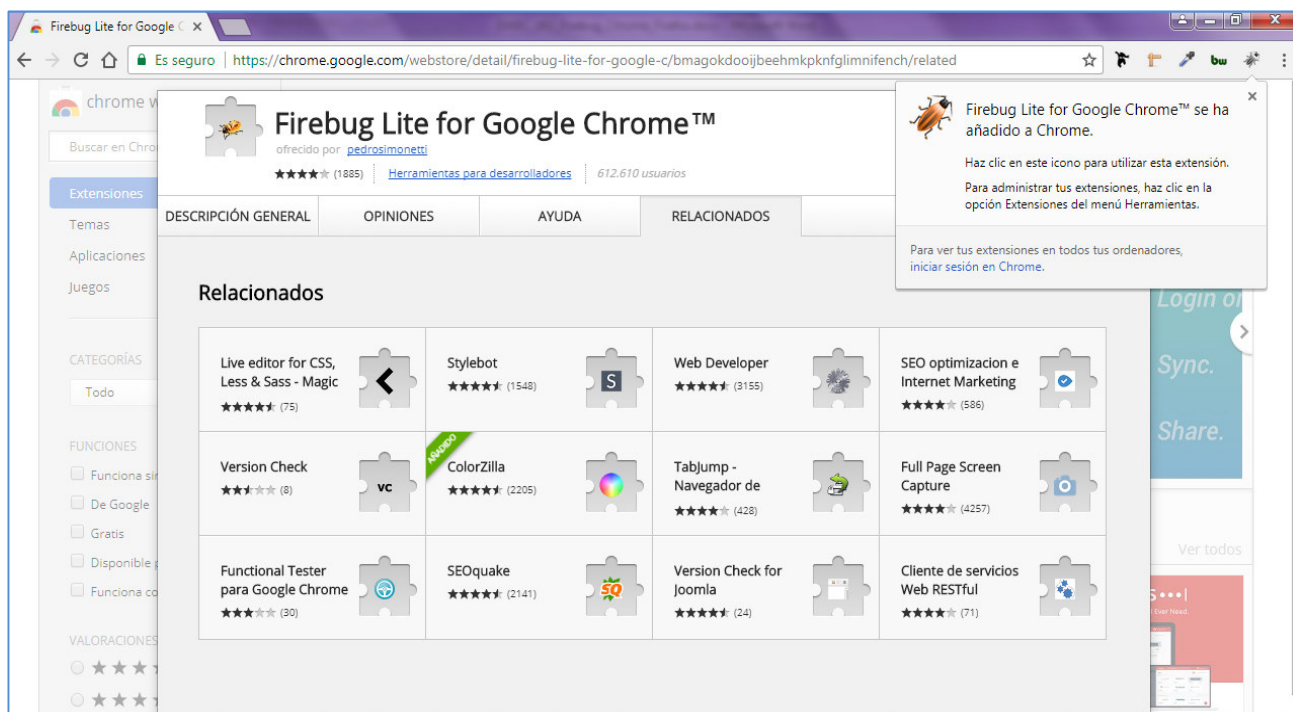 Firebug Lite for Google C
Es seguro | https://chrome.google.com/webstore/detail/firebug-lite-for-google-c/bmagokdooijbeehmkpknfglimnifench/related
bw
chrome w
Buscar en Chro
Extensiones
Temas
Aplicaciones
Juegos
CATEGORÍAS
Todo
FUNCIONES
Funciona sin
De Google
Gratis
Disponible p
Funciona co
VALORACIONES
Firebug Lite for Google Chrome™
ofrecido por pedrosimonetti
(1885) Herramientas para desarrolladores 612.610 usuarios
DESCRIPCIÓN GENERAL OPINIONES AYUDA RELACIONADOS
Firebug Lite for Google Chrome™ se ha
añadido a Chrome.
Haz clic en este icono para utilizar esta extensión.
Para administrar tus extensiones, haz clic en la
opción Extensiones del menú Herramientas.
Para ver tus extensiones en todos tus ordenadores,
iniciar sesión en Chrome.
Relacionados
Live editor for CSS,
Less & Sass - Magic
(75)
Stylebot
(1548)
S
Web Developer
(3155)
SEO optimizacion e
Internet Marketing
(586)
Version Check
(8)
VC
AÑADIDO
ColorZilla
(2205)
TabJump -
Navegador de
(428)
Full Page Screen
Capture
(4257)
Functional Tester
para Google Chrome
(30)
SEOquake
(2141)
SQ
Version Check for
Joomla
(24)
Cliente de servicios
Web RESTful
(71)
Login or
Sync.
Share.
Ver todos